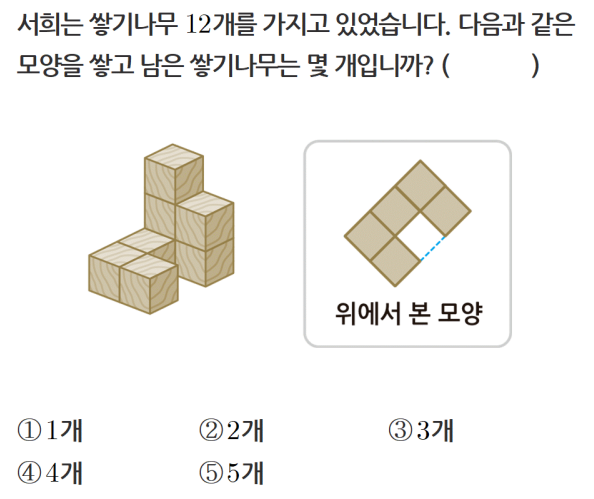 서희는 쌓기나무 12개를 가지고 있었습니다. 다음과 같은
모양을 쌓고 남은 쌓기나무는 몇 개입니까? (          )
위에서 본 모양
①1개 ②2개 ③3개
④4개 ⑤5개